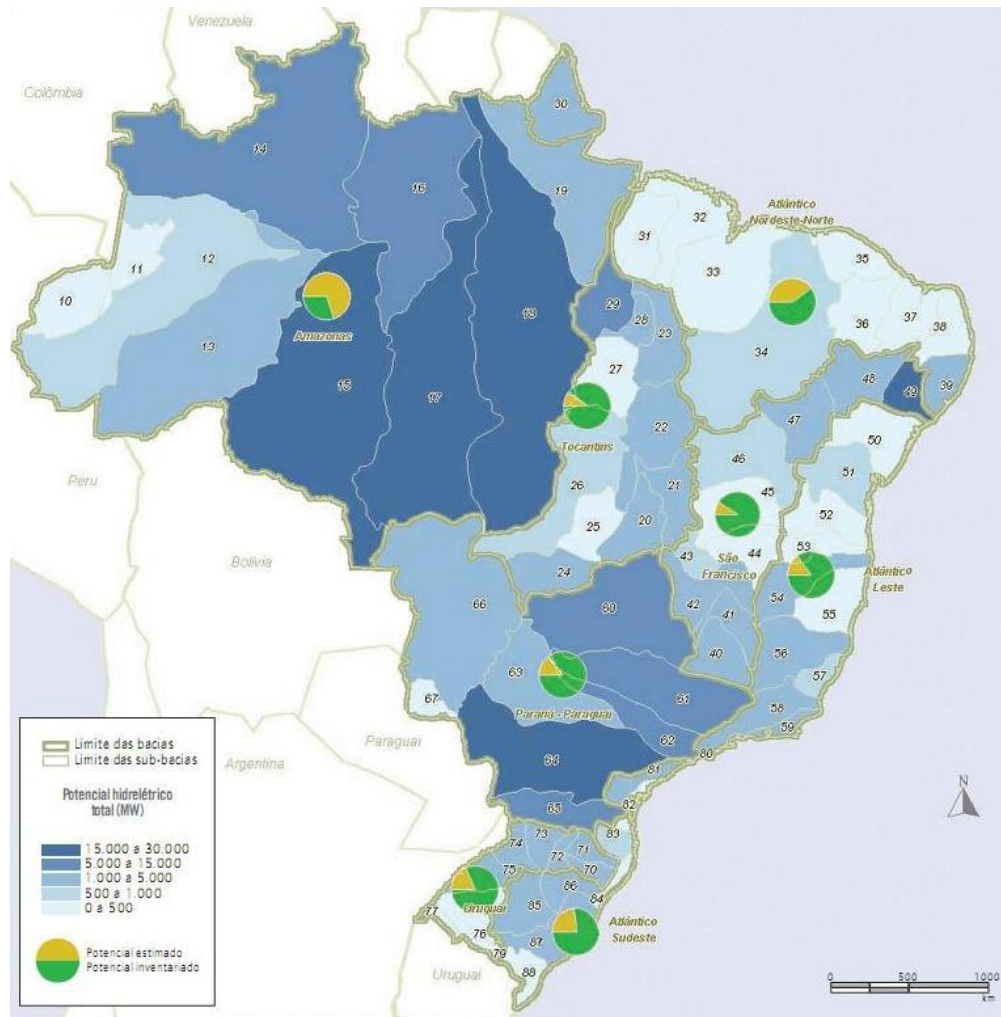 Venezuela
Colômbia
30
14
16
19
Atlântico
Nordeste-Norte
32
31
35
12
11
33
10
18
29
28
23
36
37
38
Amazonas
13
34
27
15
17
48
49
39
47
Tocantins
22
50
46
51
Peru
26
21
45
25
20
52
44
53
São
Francisco
43
Bolívia
24
Atlântico
Leste
54
66
60
42
41
55
56
40
63
57
67
61
Paraná - Paraguai
58
59
62
80
Paraguai
64
81
Argentina
65
82
74
73
83
72
71
75
70
86
84
Uruguai
85
77
Atlântico
Sudeste
76
87
79
88
Uruguai
Limite das bacias
Limite das sub-bacias
Potencial hidrelétrico
total (MW)
15.000 a 30.000
5.000 a 15.000
1.000 a 5.000
500 a 1.000
0 a 500
Potencial estimado
Potencial inventariado
N
0 500 1000
km